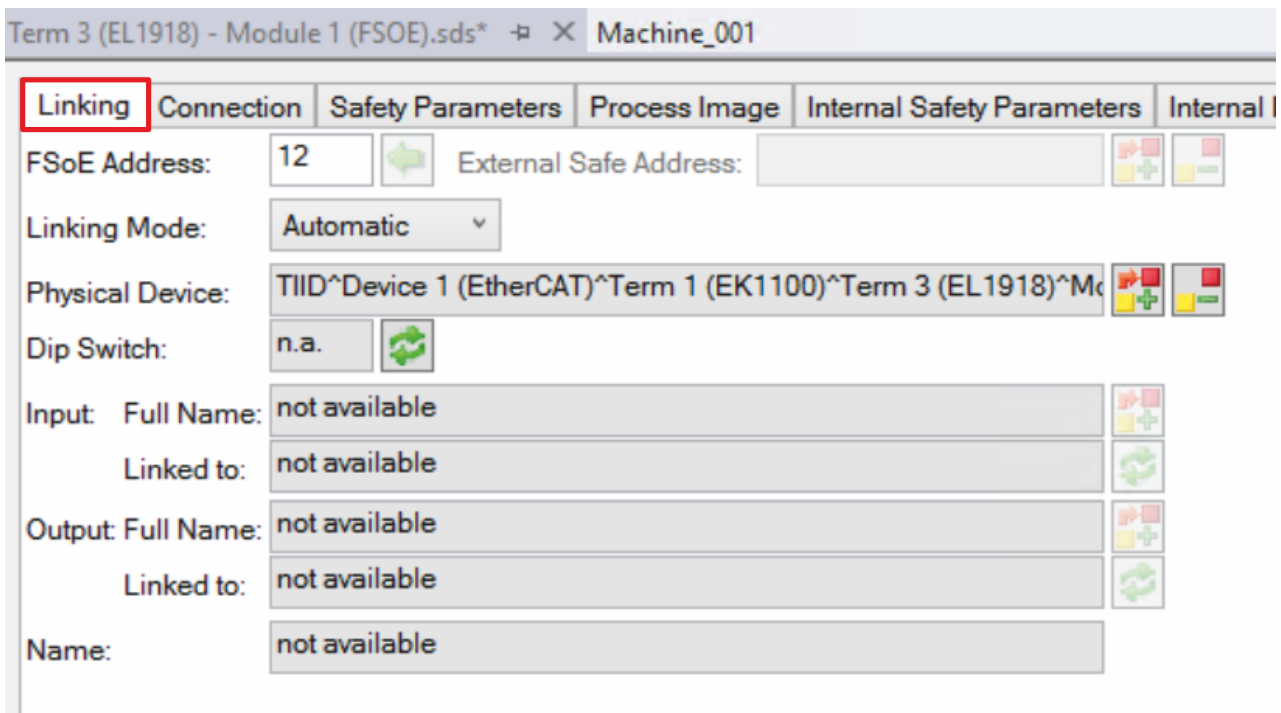 Term 3 (EL1918) - Module 1 (FSOE).sds* Machine_001
Linking Connection Safety Parameters Process Image Internal Safety Parameters Internal
FSoE Address: 12 External Safe Address:
Linking Mode: Automatic
Physical Device: TIID^Device 1 (EtherCAT)^Term 1 (EK1100)^Term 3 (EL1918)^Mo
Dip Switch: n.a.
Input: Full Name: not available
Linked to: not available
Output: Full Name: not available
Linked to: not available
Name: not available